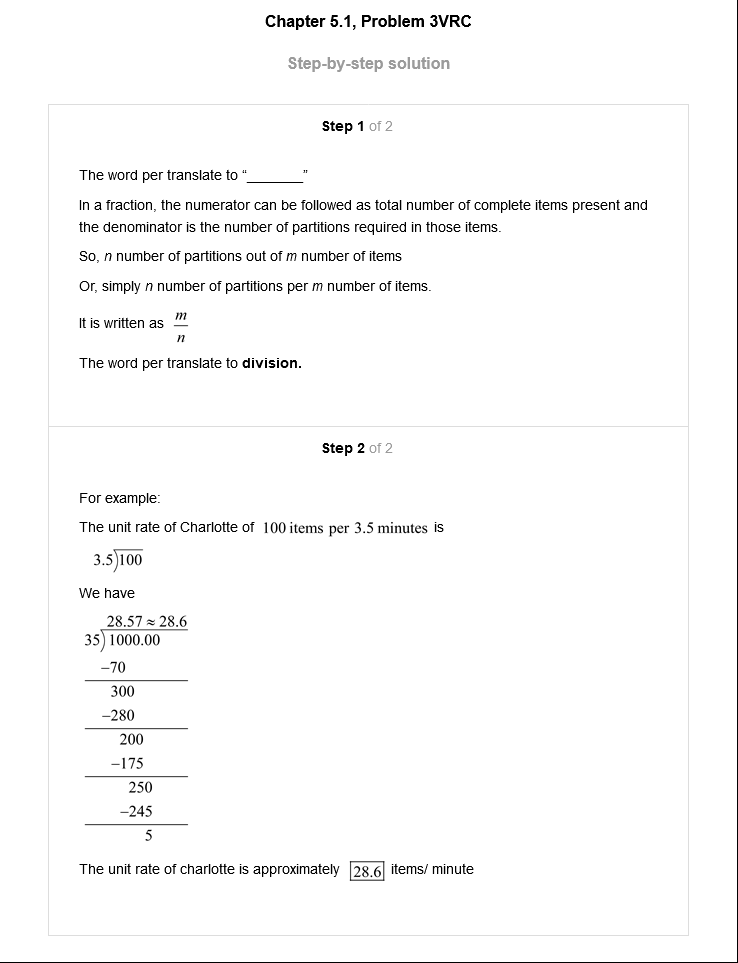 Chapter 5.1, Problem 3VRC
Step-by-step solution
Step 1 of 2
The word per translate to “_______”
In a fraction, the numerator can be followed as total number of complete items present and
the denominator is the number of partitions required in those items.
So, n number of partitions out of m number of items
Or, simply n number of partitions per m number of items.
It is written as m/n
The word per translate to division.
Step 2 of 2
For example:
The unit rate of Charlotte of 100 items per 3.5 minutes is
3.5)100
We have
28.57 ≈ 28.6
35)1000.00
−70
300
−280
200
−175
250
−245
5
The unit rate of charlotte is approximately 28.6 items/ minute